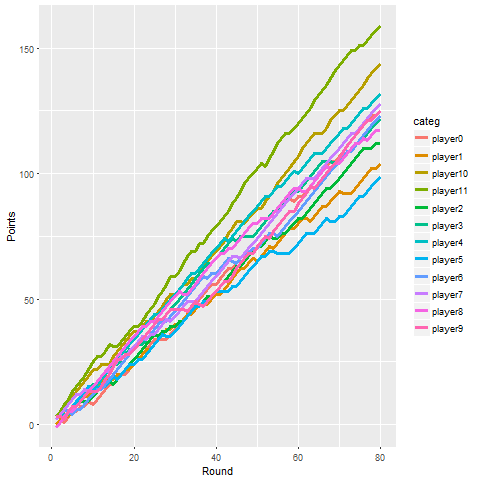 150
100
50
0
Points
0
20
40
60
80
Round
categ
player0
player1
player10
player11
player2
player3
player4
player5
player6
player7
player8
player9